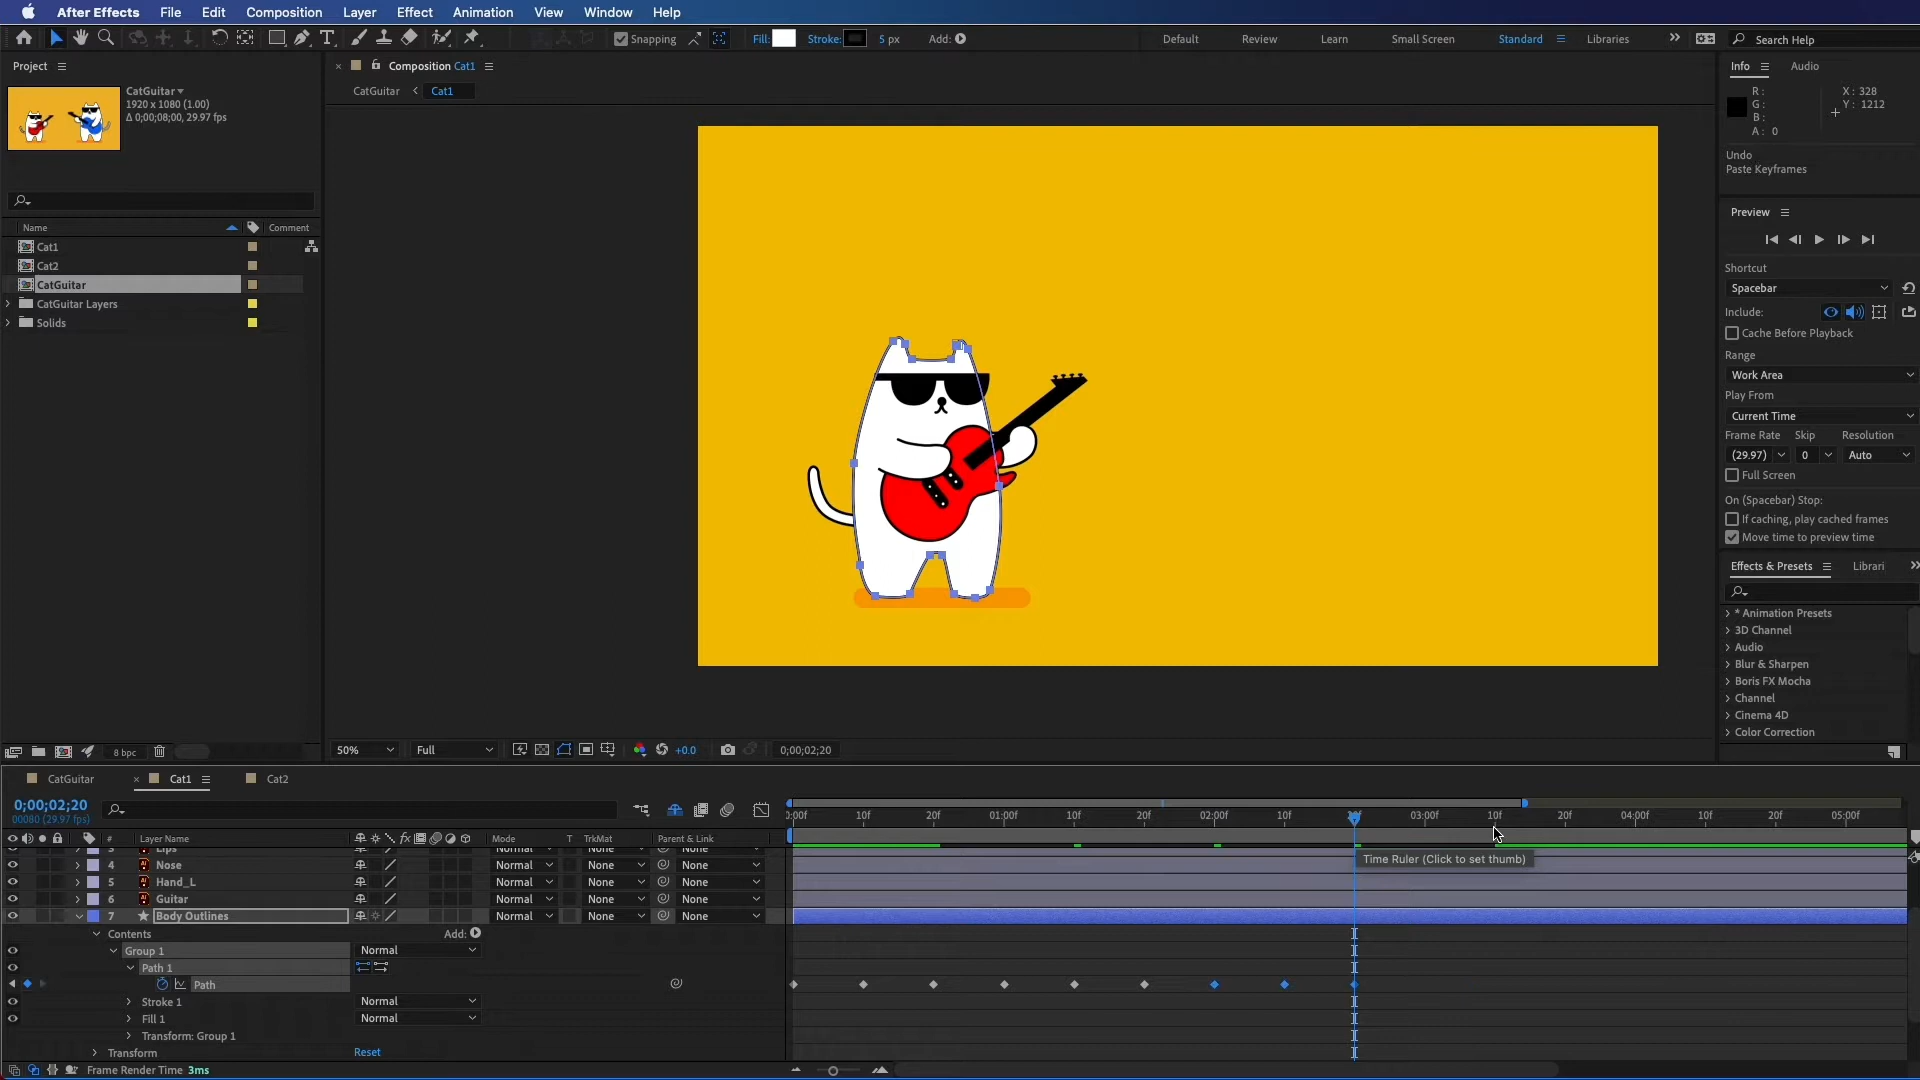 After Effects File Edit Composition Layer Effect Animation View Window Help
Snapping Fill: Stroke: 5 px Add: Default Review Learn Small Screen Standard Libraries Search Help
Project
CatGuitar
1920 x 1080 (1.00)
Δ 0;00;08;00, 29.97 fps
Name Comment
Cat1
Cat2
CatGuitar
CatGuitar Layers
Solids
8 bpc
Composition Cat1
CatGuitar Cat1
50% Full +0.0 0;00;02;20
Info Audio
R : X : 328
G : Y : 1212
B :
A : 0
Undo
Paste Keyframes
Preview
Shortcut
Spacebar
Include:
Cache Before Playback
Range
Work Area
Play From
Current Time
Frame Rate Skip Resolution
(29.97) 0 Auto
Full Screen
On (Spacebar) Stop:
If caching, play cached frames
Move time to preview time
Effects & Presets Librari
* Animation Presets
3D Channel
Audio
Blur & Sharpen
Boris FX Mocha
Channel
Cinema 4D
Color Correction
CatGuitar Cat1 Cat2
0;00;02;20
00080 (29.97 fps)
# Layer Name Mode T TrkMat Parent & Link
:00f 10f 20f 01:00f 10f 20f 02:00f 10f 03:00f 10f 20f 04:00f 10f 20f 05:00f
Time Ruler (Click to set thumb)
Lips Normal None None
4 Nose Normal None None
5 Hand_L Normal None None
6 Guitar Normal None None
7 Body Outlines Normal None None
Contents Add:
Group 1 Normal
Path 1
Path
Stroke 1 Normal
Fill 1 Normal
Transform: Group 1
Transform Reset
Frame Render Time 3ms